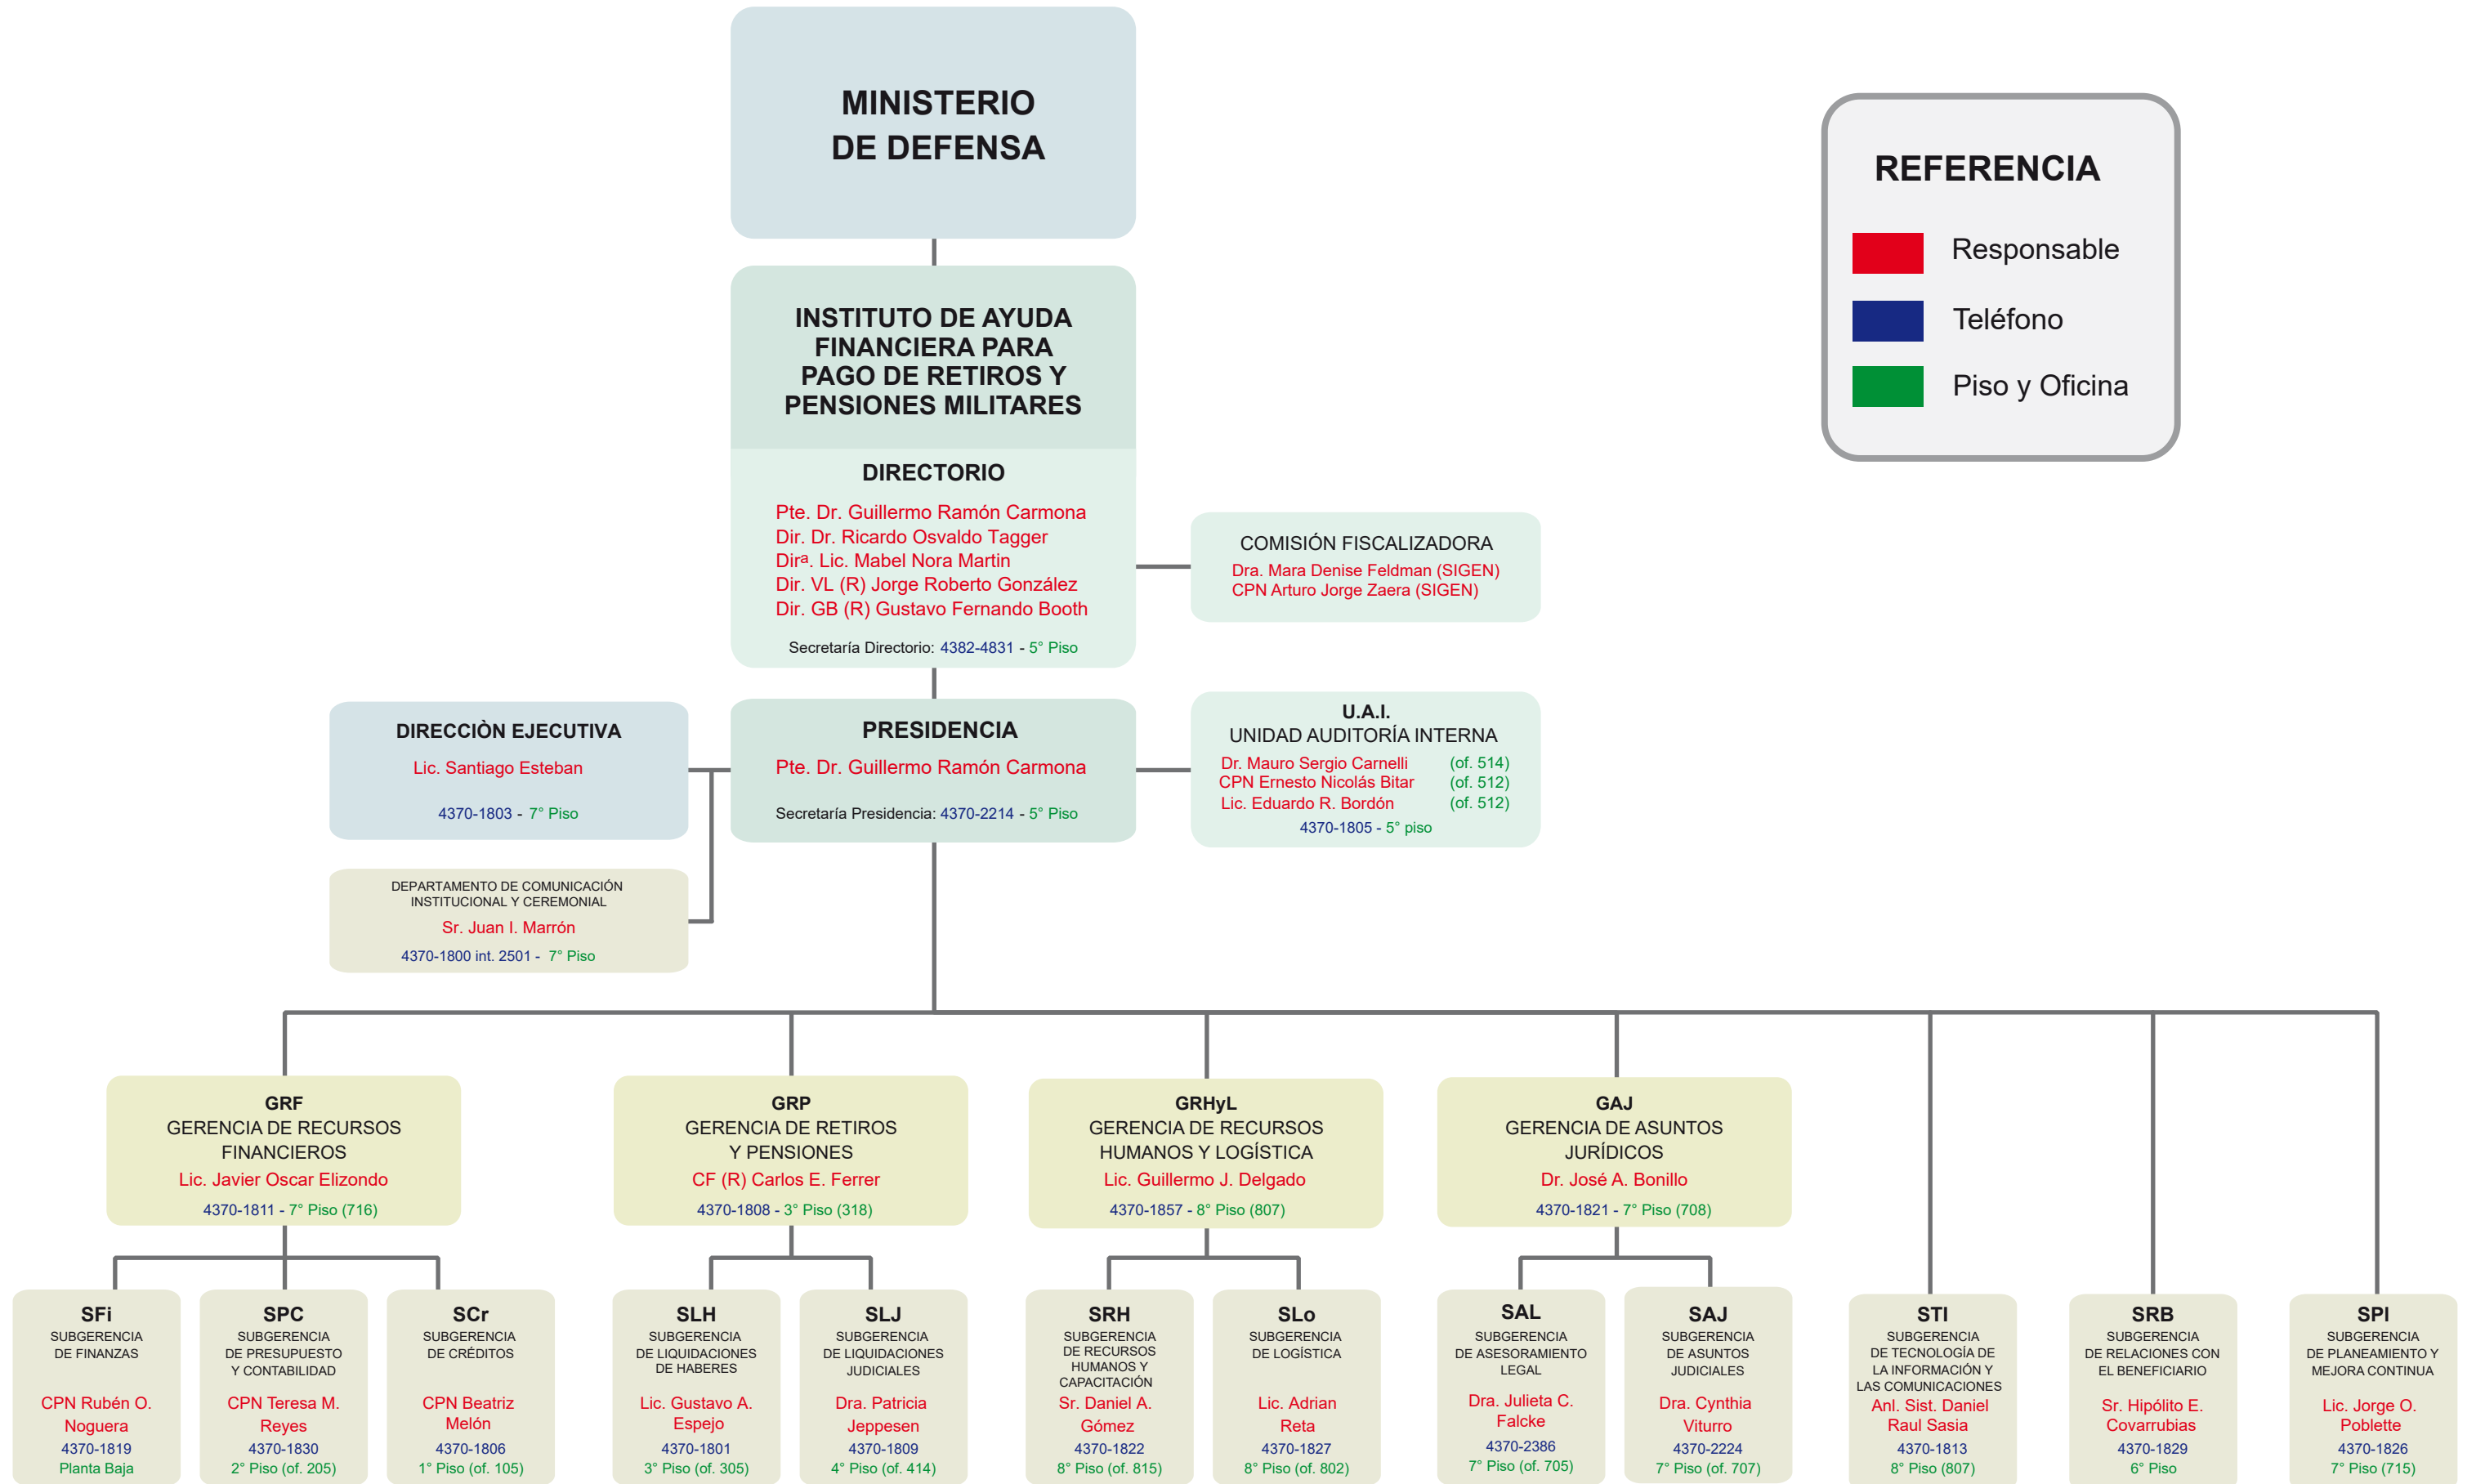 MINISTERIO
DE DEFENSA
REFERENCIA
Responsable
Teléfono
Piso y Oficina
INSTITUTO DE AYUDA
FINANCIERA PARA
PAGO DE RETIROS Y
PENSIONES MILITARES
DIRECTORIO
Pte. Dr. Guillermo Ramón Carmona
Dir. Dr. Ricardo Osvaldo Tagger
Dirª. Lic. Mabel Nora Martin
Dir. VL (R) Jorge Roberto González
Dir. GB (R) Gustavo Fernando Booth
Secretaría Directorio: 4382-4831 - 5° Piso
COMISIÓN FISCALIZADORA
Dra. Mara Denise Feldman (SIGEN)
CPN Arturo Jorge Zaera (SIGEN)
DIRECCIÒN EJECUTIVA
Lic. Santiago Esteban
4370-1803 - 7° Piso
PRESIDENCIA
Pte. Dr. Guillermo Ramón Carmona
Secretaría Presidencia: 4370-2214 - 5° Piso
U.A.I.
UNIDAD AUDITORÍA INTERNA
Dr. Mauro Sergio Carnelli (of. 514)
CPN Ernesto Nicolás Bitar (of. 512)
Lic. Eduardo R. Bordón (of. 512)
4370-1805 - 5° piso
DEPARTAMENTO DE COMUNICACIÓN
INSTITUCIONAL Y CEREMONIAL
Sr. Juan I. Marrón
4370-1800 int. 2501 - 7° Piso
GRF
GERENCIA DE RECURSOS
FINANCIEROS
Lic. Javier Oscar Elizondo
4370-1811 - 7° Piso (716)
GRP
GERENCIA DE RETIROS
Y PENSIONES
CF (R) Carlos E. Ferrer
4370-1808 - 3° Piso (318)
GRHyL
GERENCIA DE RECURSOS
HUMANOS Y LOGÍSTICA
Lic. Guillermo J. Delgado
4370-1857 - 8° Piso (807)
GAJ
GERENCIA DE ASUNTOS
JURÍDICOS
Dr. José A. Bonillo
4370-1821 - 7° Piso (708)
SFi
SUBGERENCIA
DE FINANZAS
CPN Rubén O.
Noguera
4370-1819
Planta Baja
SPC
SUBGERENCIA
DE PRESUPUESTO
Y CONTABILIDAD
CPN Teresa M.
Reyes
4370-1830
2° Piso (of. 205)
SCr
SUBGERENCIA
DE CRÉDITOS
CPN Beatriz
Melón
4370-1806
1° Piso (of. 105)
SLH
SUBGERENCIA
DE LIQUIDACIONES
DE HABERES
Lic. Gustavo A.
Espejo
4370-1801
3° Piso (of. 305)
SLJ
SUBGERENCIA
DE LIQUIDACIONES
JUDICIALES
Dra. Patricia
Jeppesen
4370-1809
4° Piso (of. 414)
SRH
SUBGERENCIA
DE RECURSOS
HUMANOS Y
CAPACITACIÓN
Sr. Daniel A.
Gómez
4370-1822
8° Piso (of. 815)
SLo
SUBGERENCIA
DE LOGÍSTICA
Lic. Adrian
Reta
4370-1827
8° Piso (of. 802)
SAL
SUBGERENCIA
DE ASESORAMIENTO
LEGAL
Dra. Julieta C.
Falcke
4370-2386
7° Piso (of. 705)
SAJ
SUBGERENCIA
DE ASUNTOS
JUDICIALES
Dra. Cynthia
Viturro
4370-2224
7° Piso (of. 707)
STI
SUBGERENCIA
DE TECNOLOGÍA DE
LA INFORMACIÓN Y
LAS COMUNICACIONES
Anl. Sist. Daniel
Raul Sasia
4370-1813
8° Piso (807)
SRB
SUBGERENCIA
DE RELACIONES CON
EL BENEFICIARIO
Sr. Hipólito E.
Covarrubias
4370-1829
6° Piso
SPI
SUBGERENCIA
DE PLANEAMIENTO Y
MEJORA CONTINUA
Lic. Jorge O.
Poblette
4370-1826
7° Piso (715)